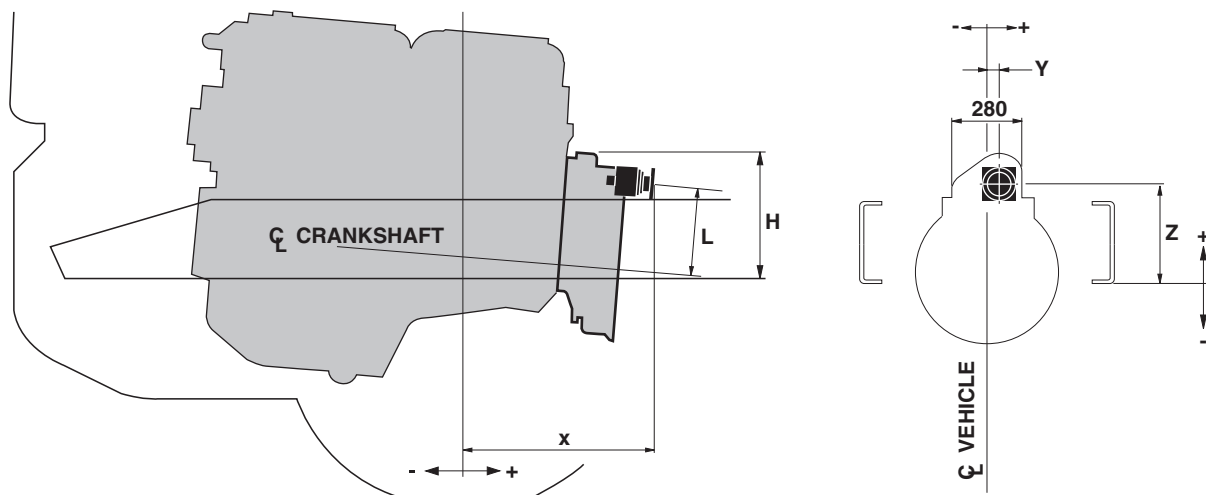 ℄ CRANKSHAFT
L
H
x
- +
- +
Y
280
Z
+
-
℄ VEHICLE